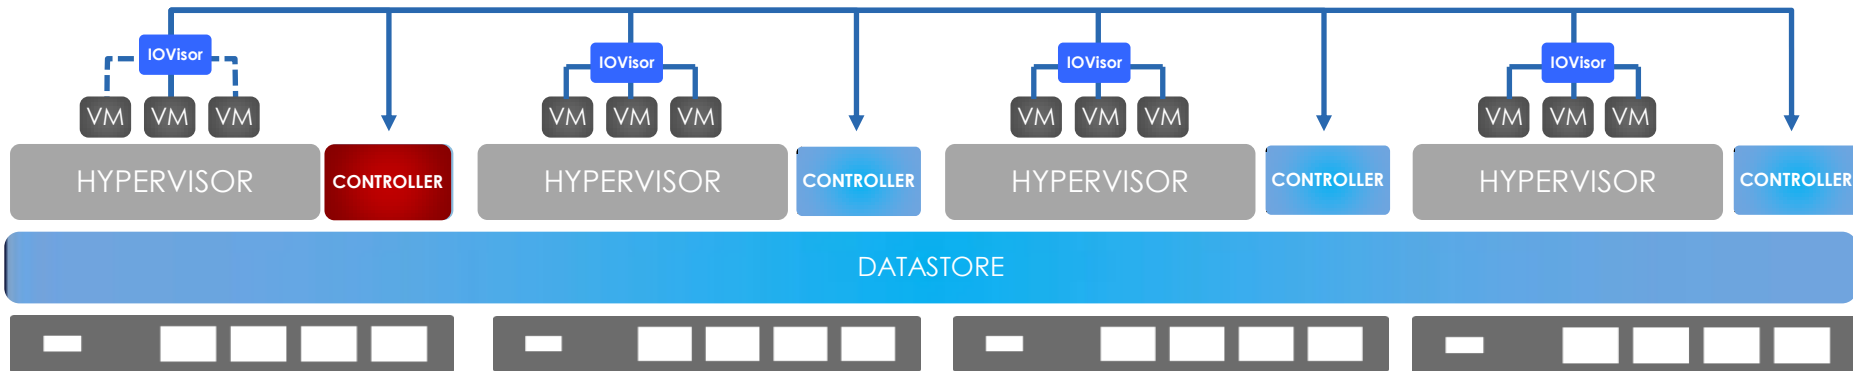 IOVisor
IOVisor
IOVisor
IOVisor
VM VM VM
VM VM VM
VM VM VM
VM VM VM
HYPERVISOR
CONTROLLER
HYPERVISOR
CONTROLLER
HYPERVISOR
CONTROLLER
HYPERVISOR
CONTROLLER
DATASTORE